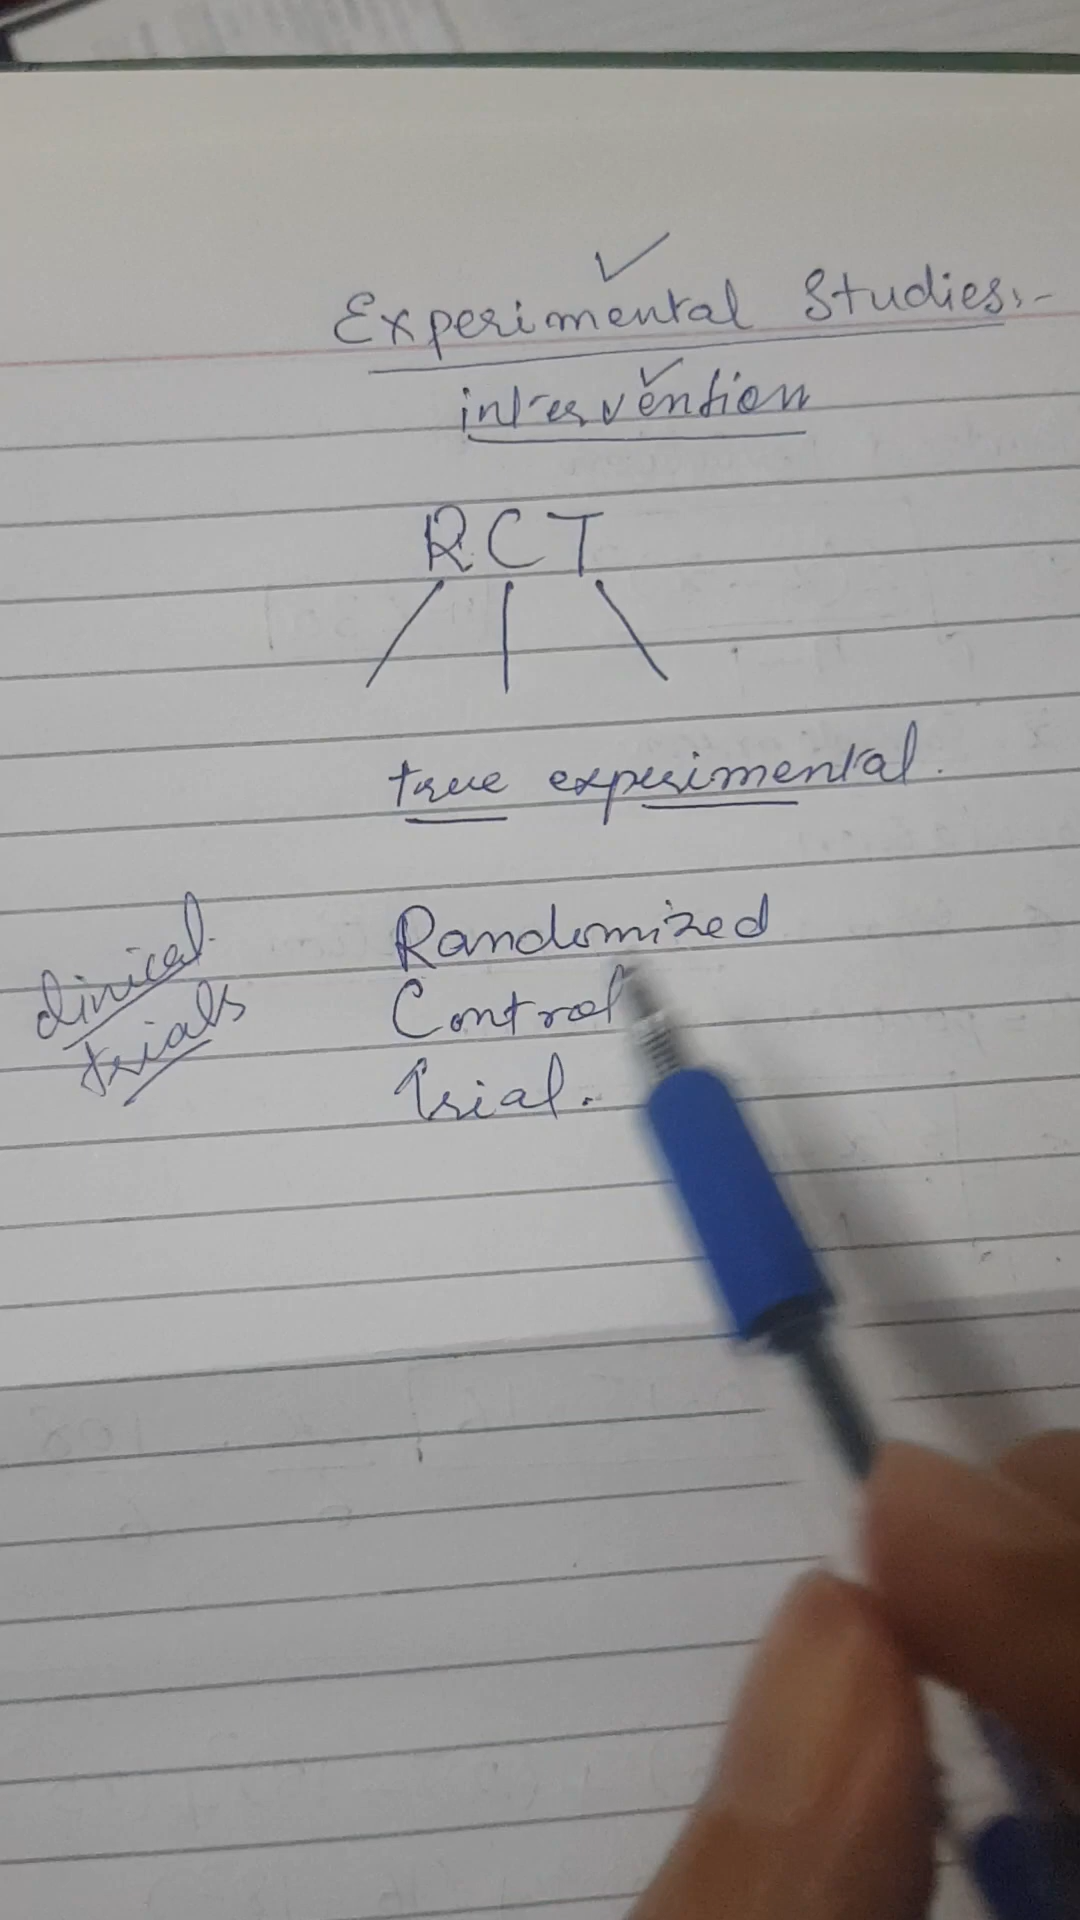 Experimental Studies:-
intervention
RCT
true experimental.
clinical
trials
Randomized
Control
Trial.